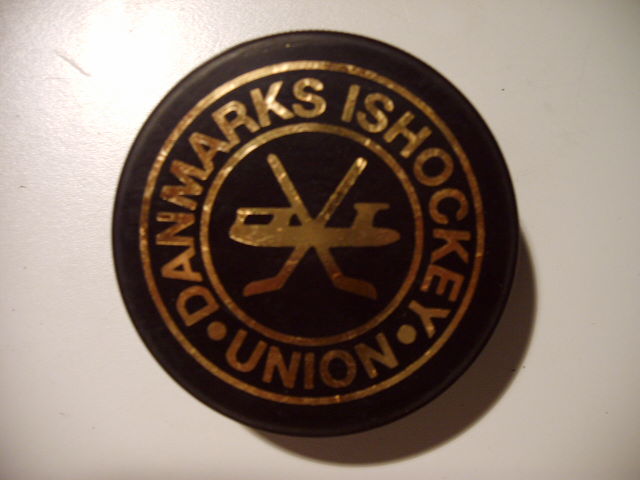 DANMARKS ISHOCKEY
• UNION •